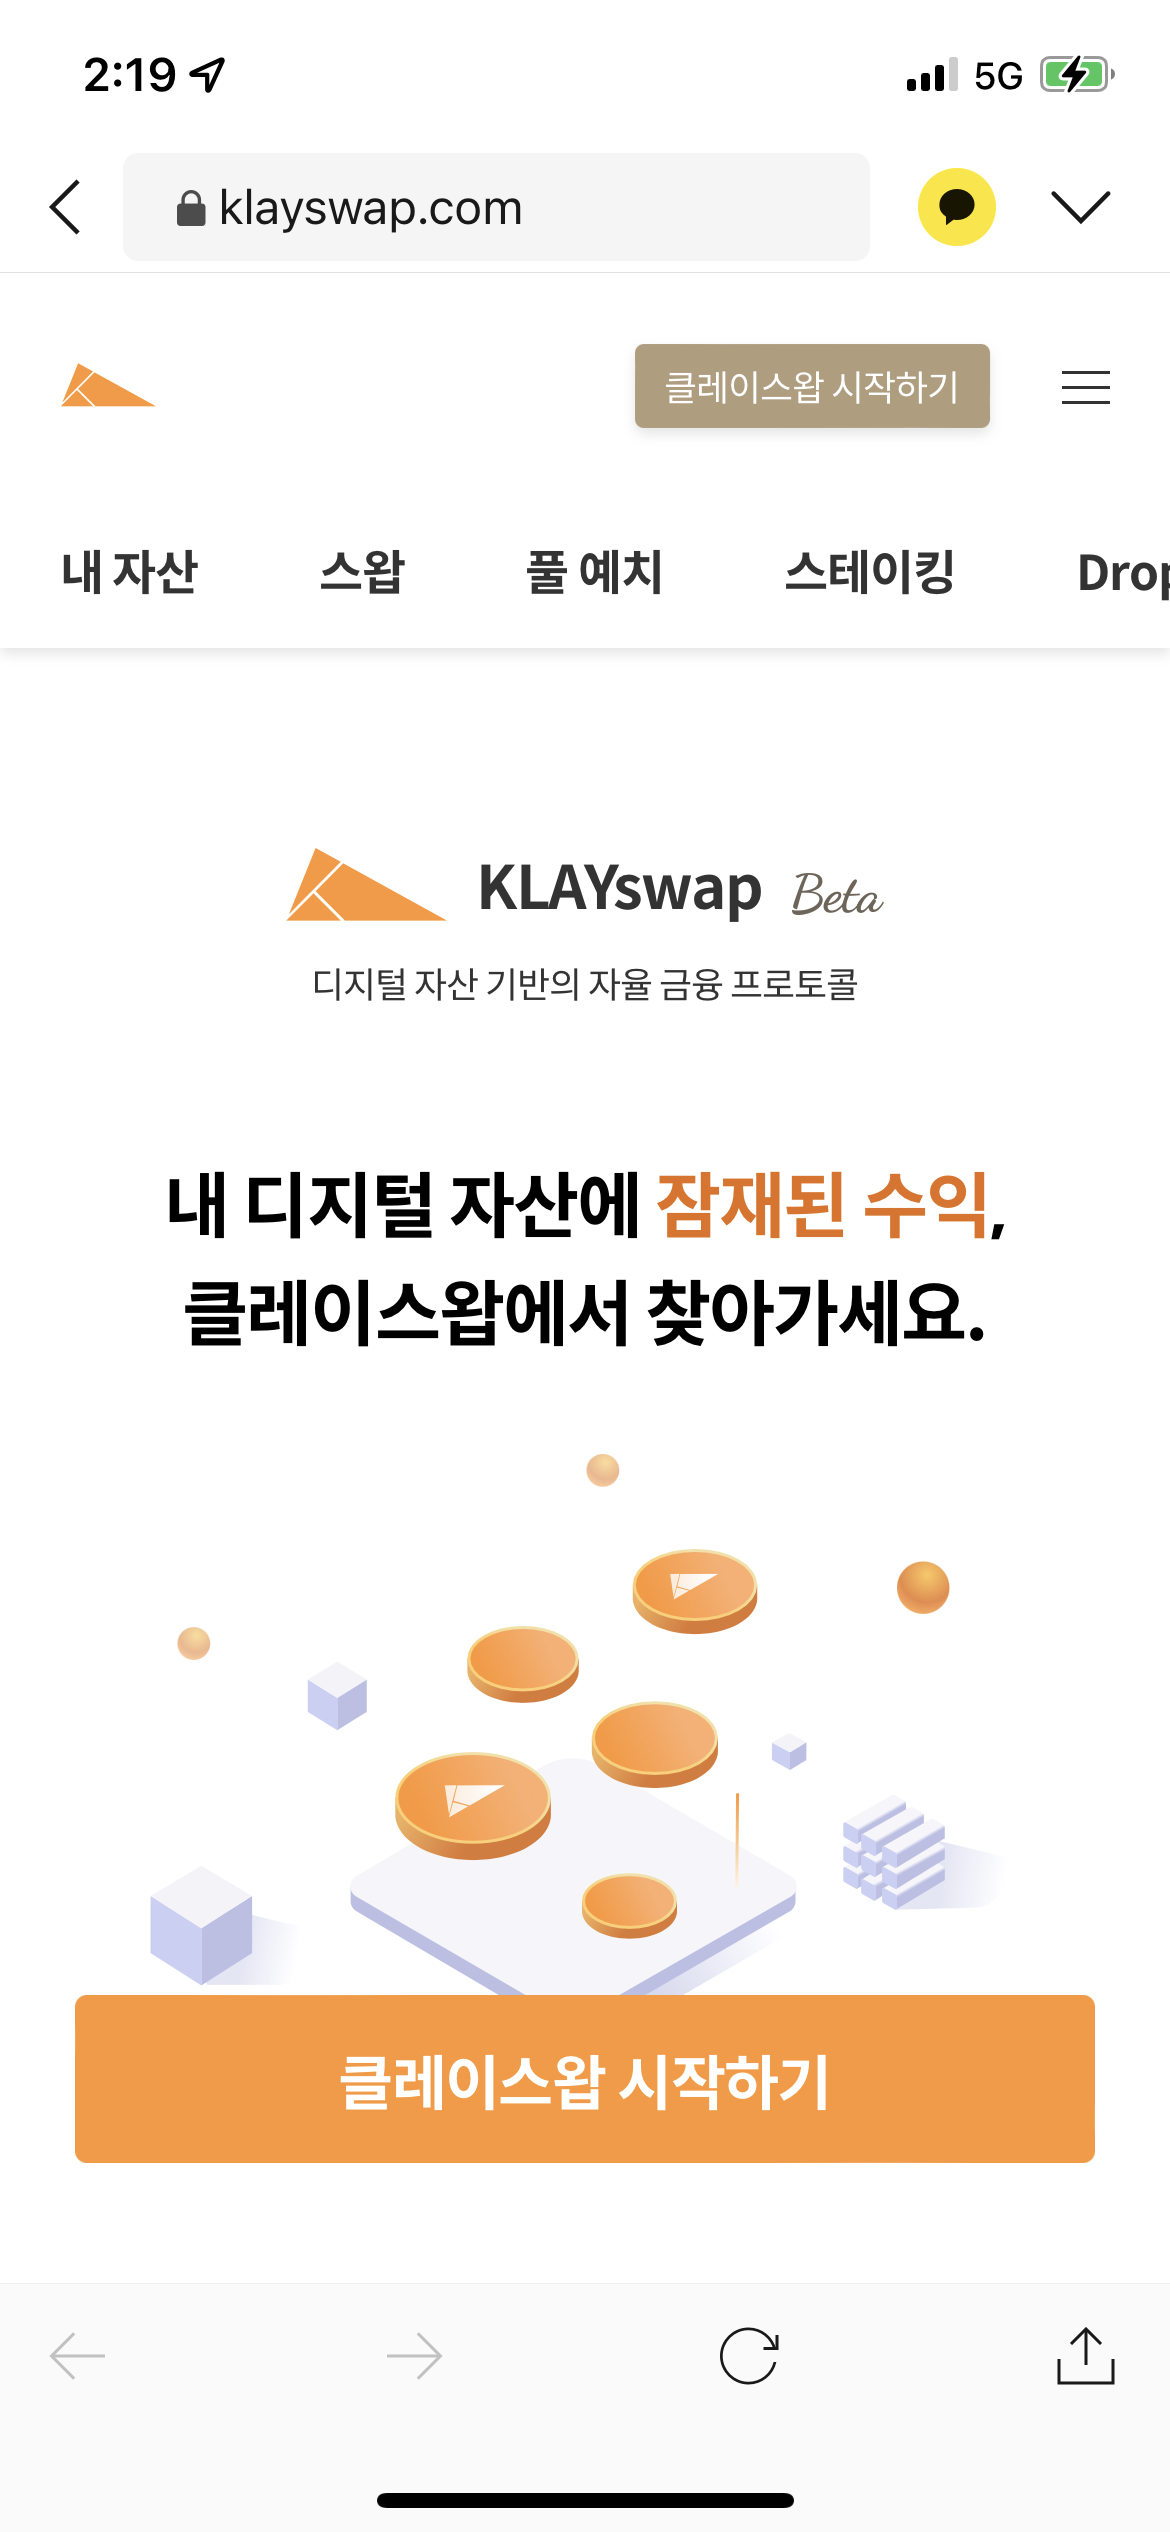 2:19
5G
klayswap.com
클레이스왑 시작하기
내 자산 스왑 풀 예치 스테이킹 Drop
KLAYswap Beta
디지털 자산 기반의 자율 금융 프로토콜
내 디지털 자산에 잠재된 수익,
클레이스왑에서 찾아가세요.
클레이스왑 시작하기